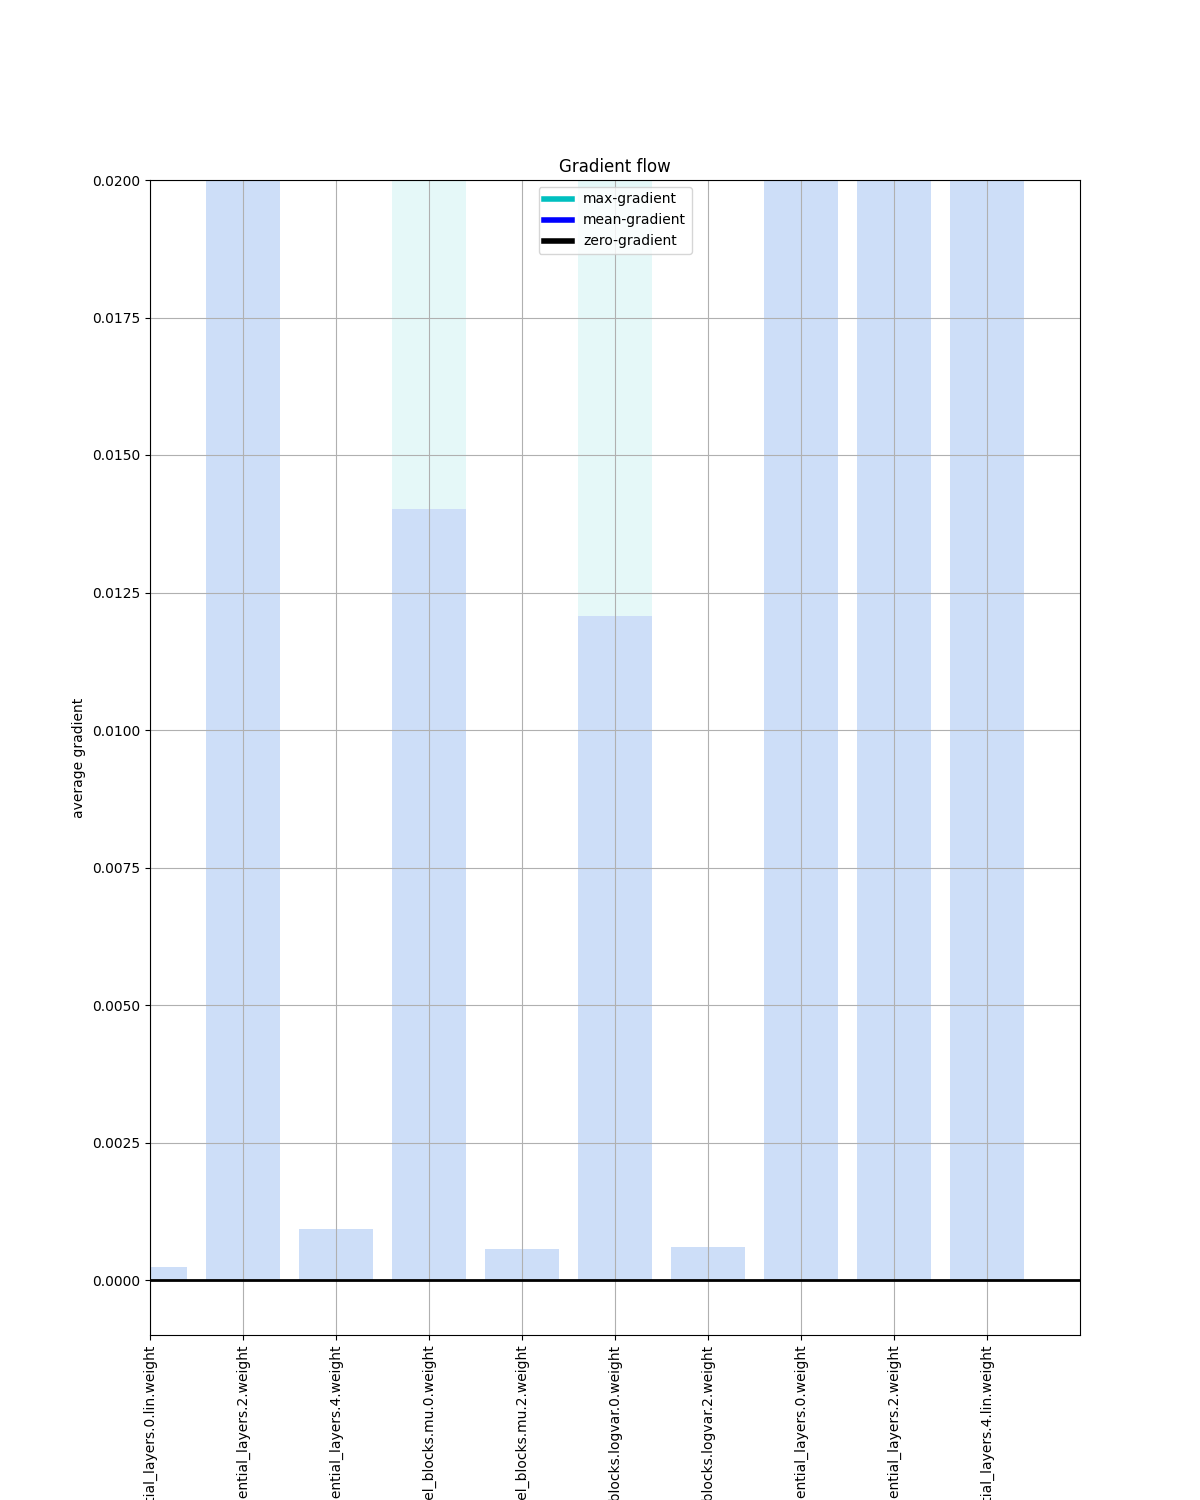 Gradient flow
max-gradient
mean-gradient
zero-gradient
0.0200
0.0175
0.0150
0.0125
0.0100
0.0075
0.0050
0.0025
0.0000
average gradient
tial_layers.0.lin.weight
ential_layers.2.weight
ential_layers.4.weight
el_blocks.mu.0.weight
el_blocks.mu.2.weight
blocks.logvar.0.weight
blocks.logvar.2.weight
ential_layers.0.weight
ential_layers.2.weight
tial_layers.4.lin.weight